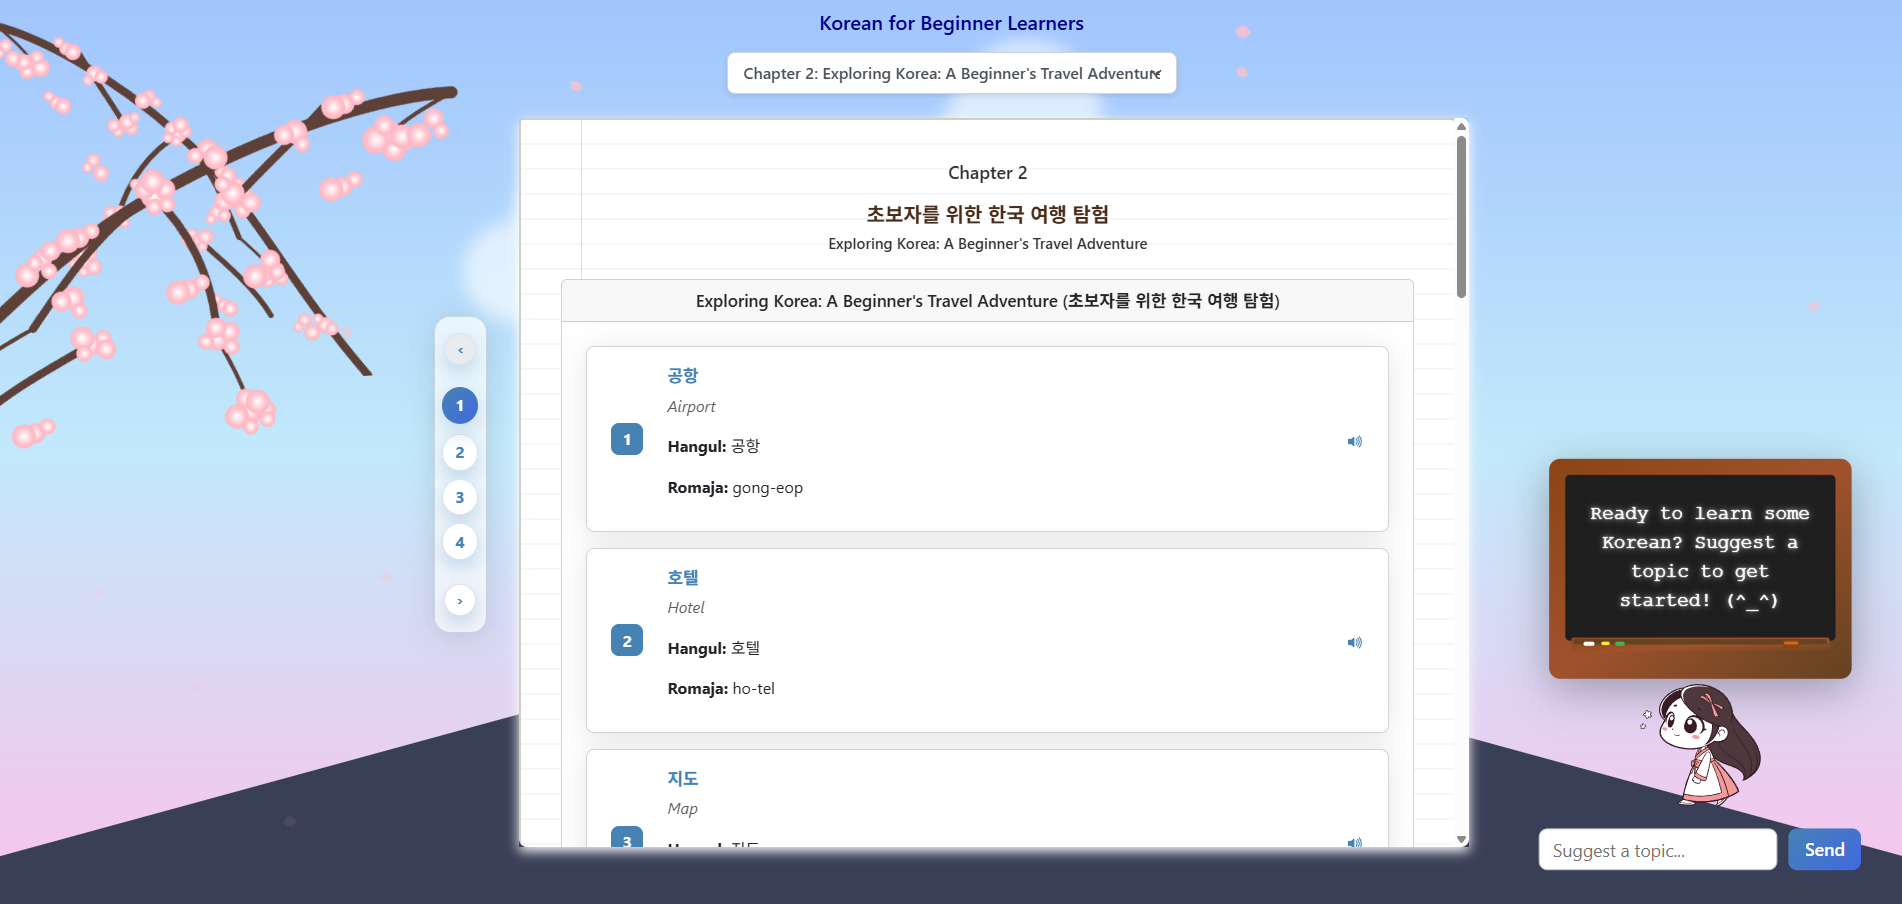 Korean for Beginner Learners
Chapter 2: Exploring Korea: A Beginner's Travel Adventure
Chapter 2
초보자를 위한 한국 여행 탐험
Exploring Korea: A Beginner's Travel Adventure
Exploring Korea: A Beginner's Travel Adventure (초보자를 위한 한국 여행 탐험)
공항
Airport
1
Hangul: 공항
Romaja: gong-eop
호텔
Hotel
2
Hangul: 호텔
Romaja: ho-tel
지도
Map
3
Hangul: 지도
‹
1
2
3
4
›
Ready to learn some
Korean? Suggest a
topic to get
started! (^_^)
Suggest a topic...
Send